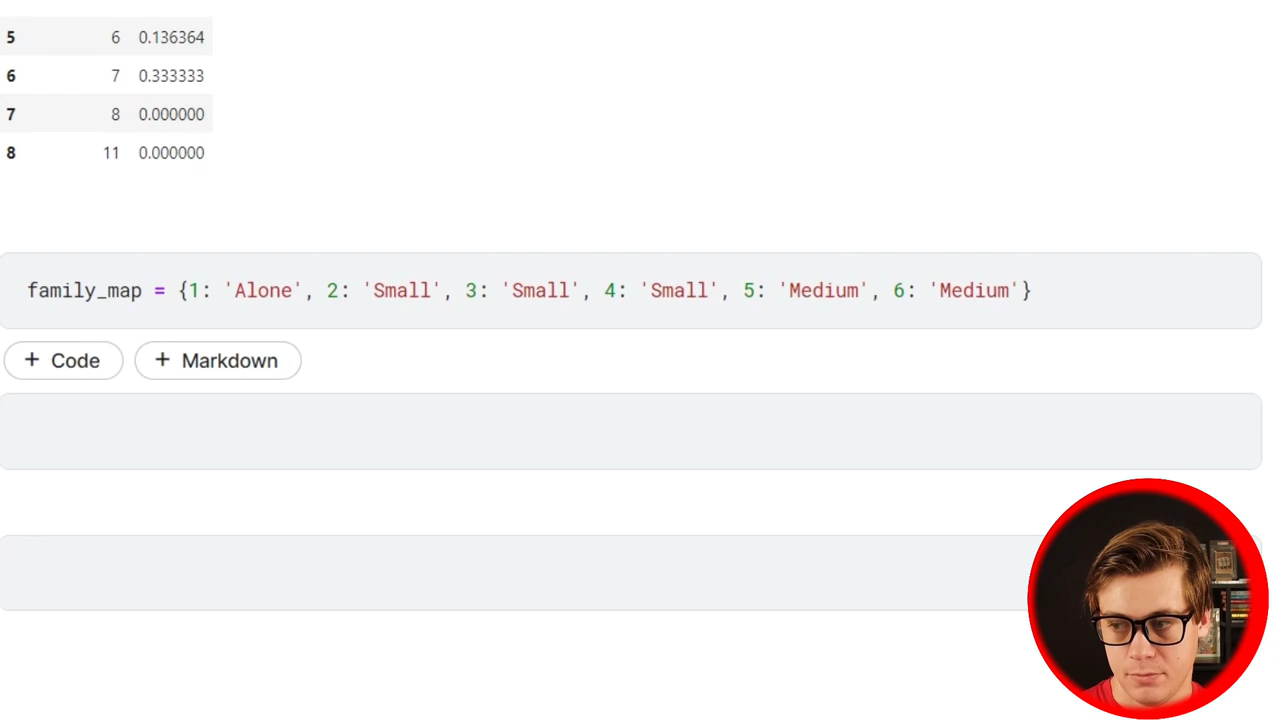 5 6 0.136364
6 7 0.333333
7 8 0.000000
8 11 0.000000
family_map = {1: 'Alone', 2: 'Small', 3: 'Small', 4: 'Small', 5: 'Medium', 6: 'Medium'}
+ Code + Markdown